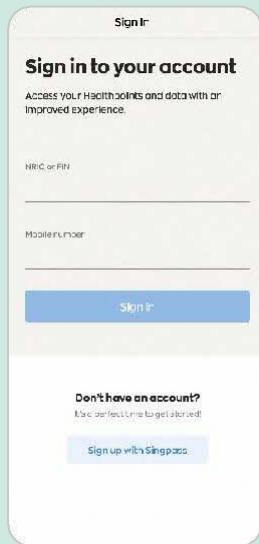 Sign In
Sign in to your account
Access your Healthpoints and data with an
improved experience.
NRIC or FIN
Mobile number
Sign in
Don't have an account?
It's a perfect time to get started!
Sign up with Singpass